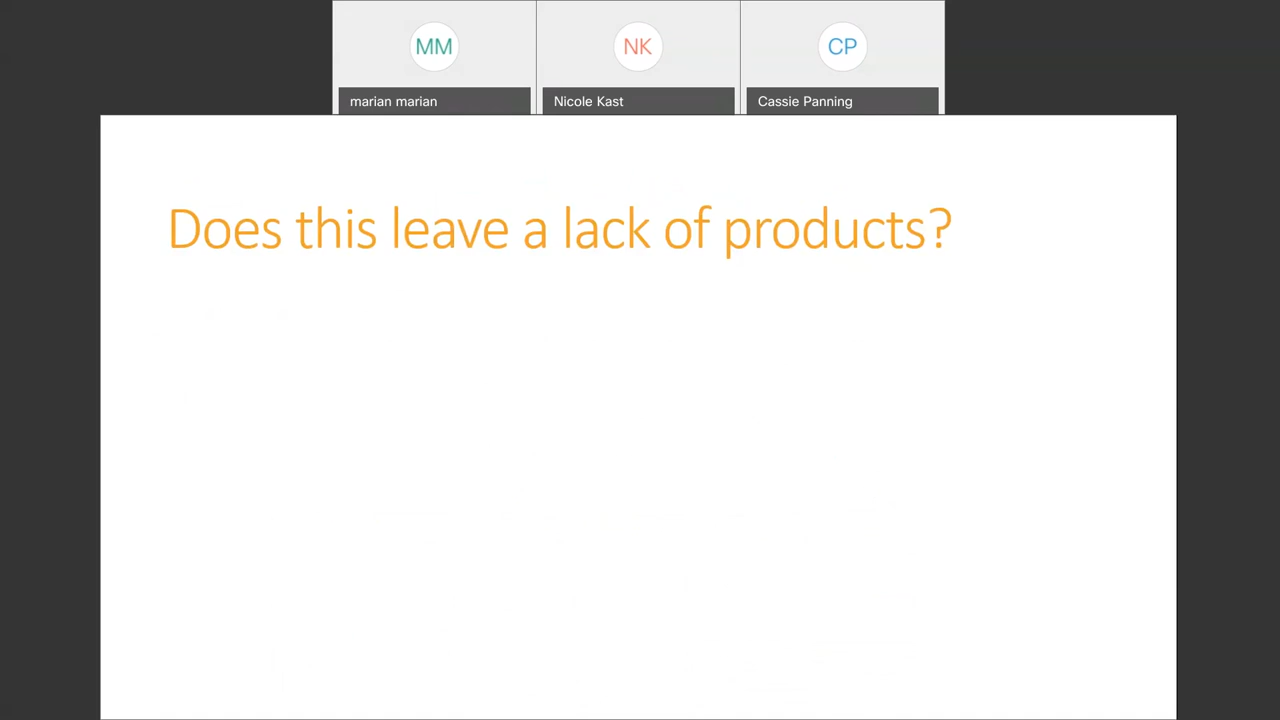 MM
NK
CP
marian marian
Nicole Kast
Cassie Panning
Does this leave a lack of products?